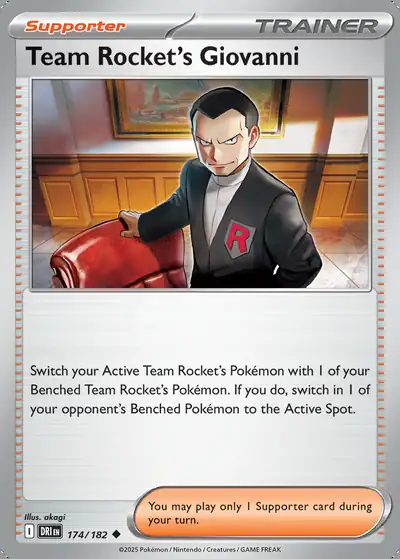 Supporter
TRAINER
Team Rocket's Giovanni
R
Switch your Active Team Rocket's Pokémon with 1 of your
Benched Team Rocket's Pokémon. If you do, switch in 1 of
your opponent's Benched Pokémon to the Active Spot.
Illus. akagi
I DRI EN 174/182
You may play only 1 Supporter card during
your turn.
©2025 Pokémon / Nintendo / Creatures / GAME FREAK